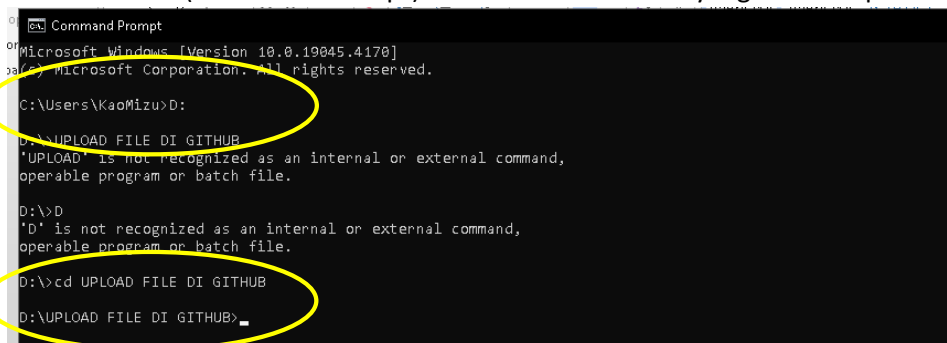 Command Prompt
Microsoft Windows [Version 10.0.19045.4170]
(c) Microsoft Corporation. All rights reserved.
C:\Users\KaoMizu>D:
D:\>UPLOAD FILE DI GITHUB
'UPLOAD' is not recognized as an internal or external command,
operable program or batch file.
D:\>D
'D' is not recognized as an internal or external command,
operable program or batch file.
D:\>cd UPLOAD FILE DI GITHUB
D:\UPLOAD FILE DI GITHUB>